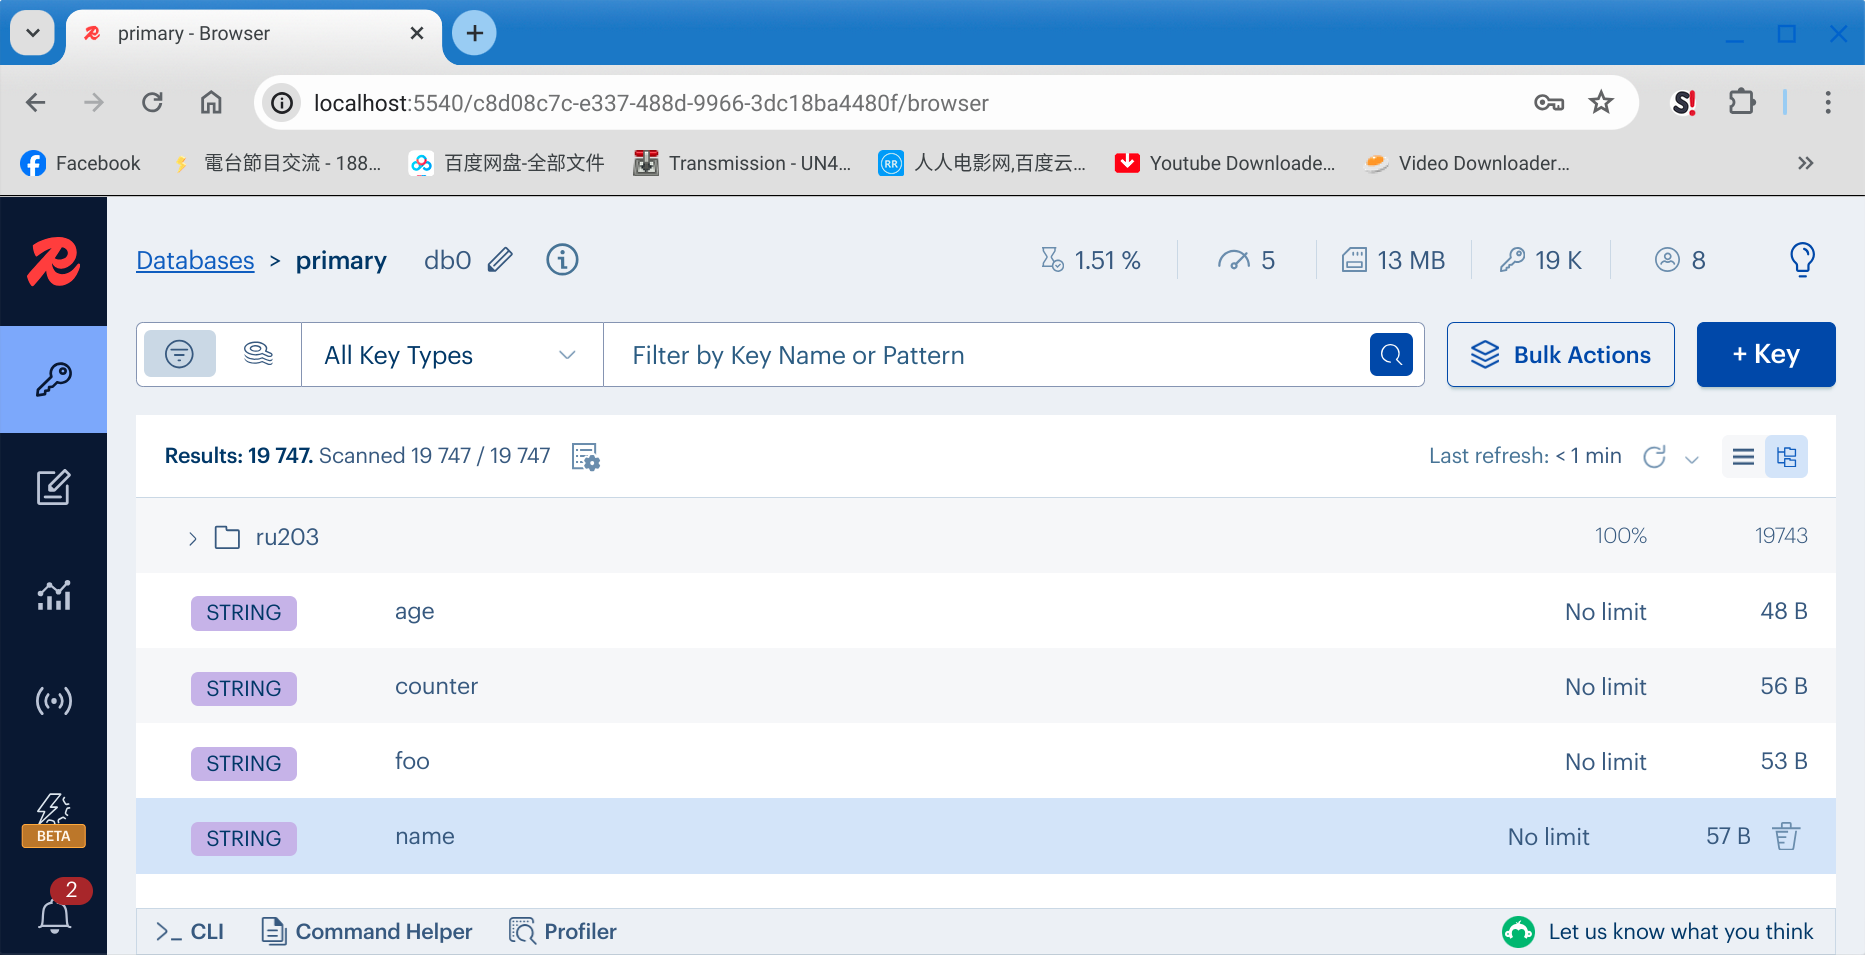 primary - Browser
localhost:5540/c8d08c7c-e337-488d-9966-3dc18ba4480f/browser
S!
Facebook
電台節目交流 - 188...
百度网盘-全部文件
Transmission - UN4...
RR
人人电影网,百度云...
Youtube Downloade...
Video Downloader...
Databases > primary
db0
1.51 %
5
13 MB
19 K
8
All Key Types
Filter by Key Name or Pattern
Bulk Actions
+ Key
Results: 19 747. Scanned 19 747 / 19 747
Last refresh: < 1 min
ru203 100% 19743
STRING age No limit 48 B
STRING counter No limit 56 B
STRING foo No limit 53 B
STRING name No limit 57 B
BETA
2
>_ CLI
Command Helper
Profiler
Let us know what you think